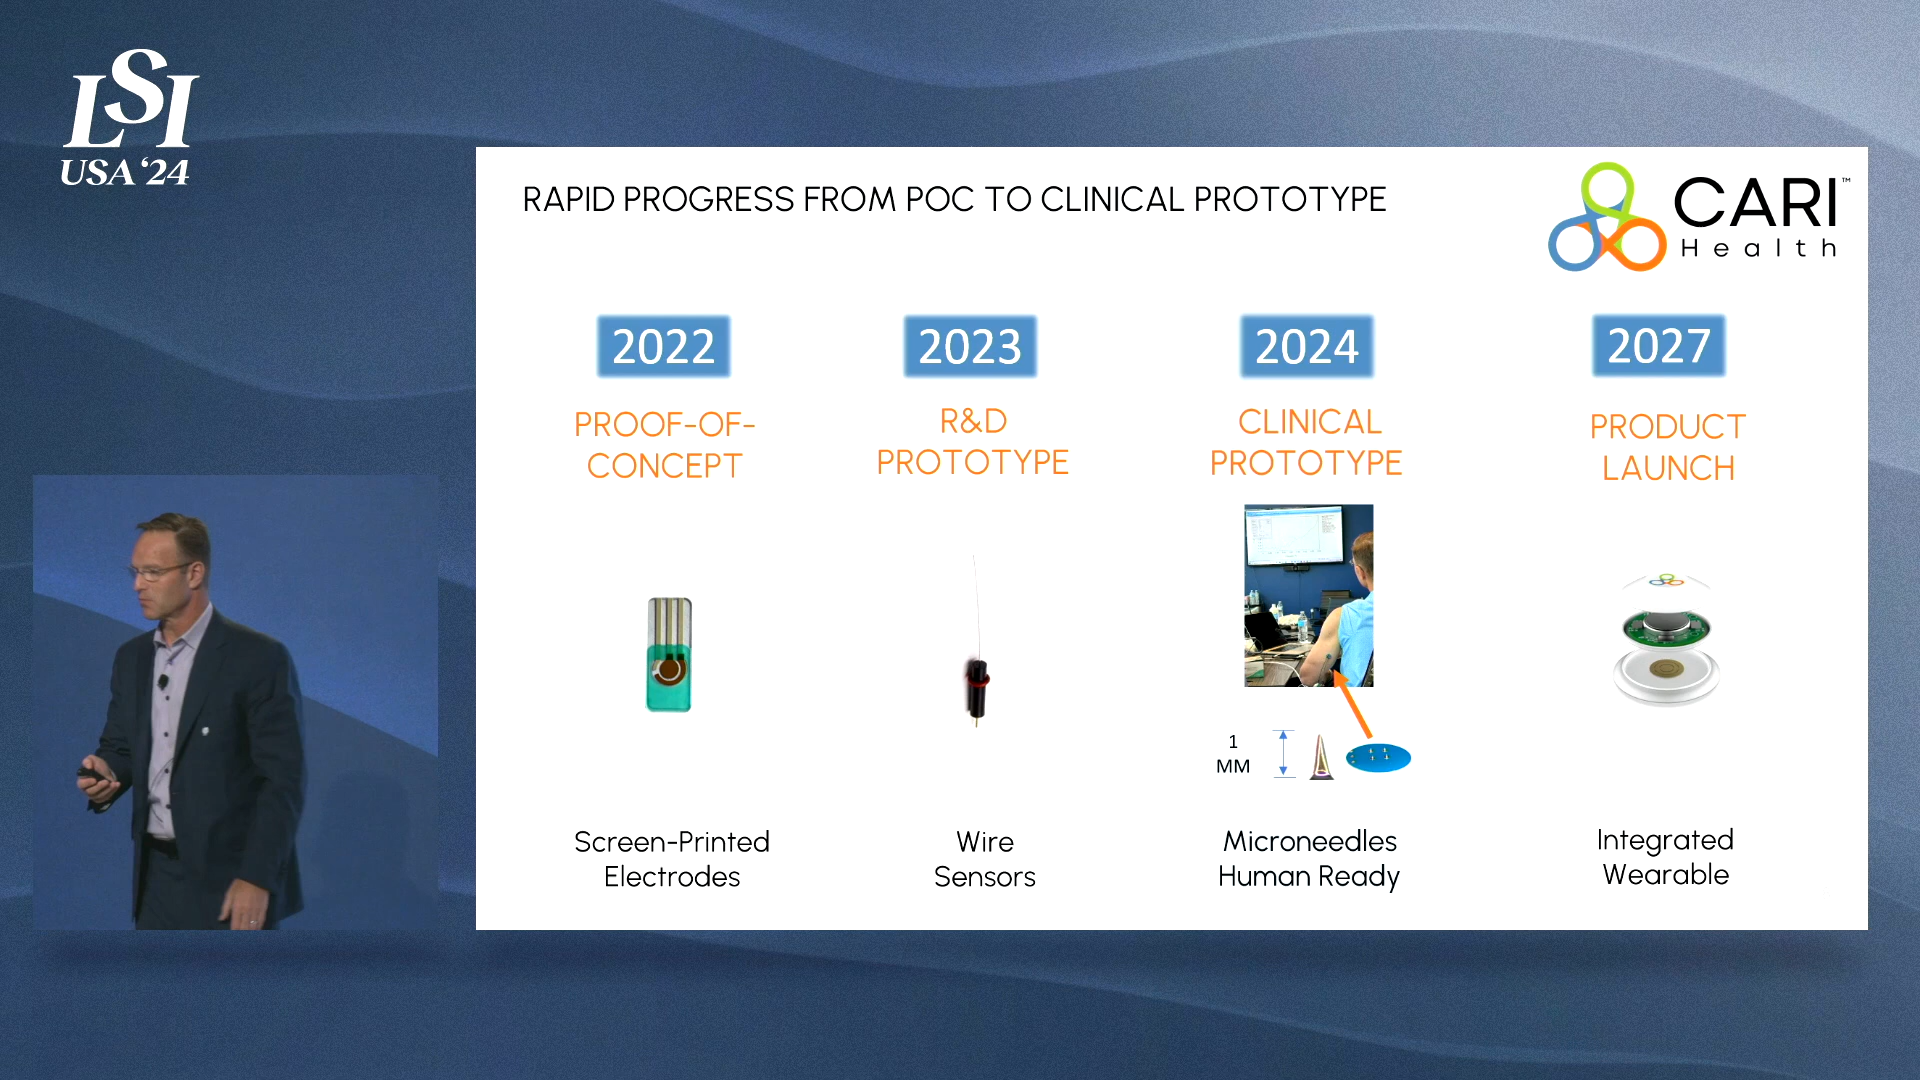 LSI
USA '24
RAPID PROGRESS FROM POC TO CLINICAL PROTOTYPE
CARI™
Health
2022
2023
2024
2027
PROOF-OF-
CONCEPT
R&D
PROTOTYPE
CLINICAL
PROTOTYPE
PRODUCT
LAUNCH
1
MM
Screen-Printed
Electrodes
Wire
Sensors
Microneedles
Human Ready
Integrated
Wearable